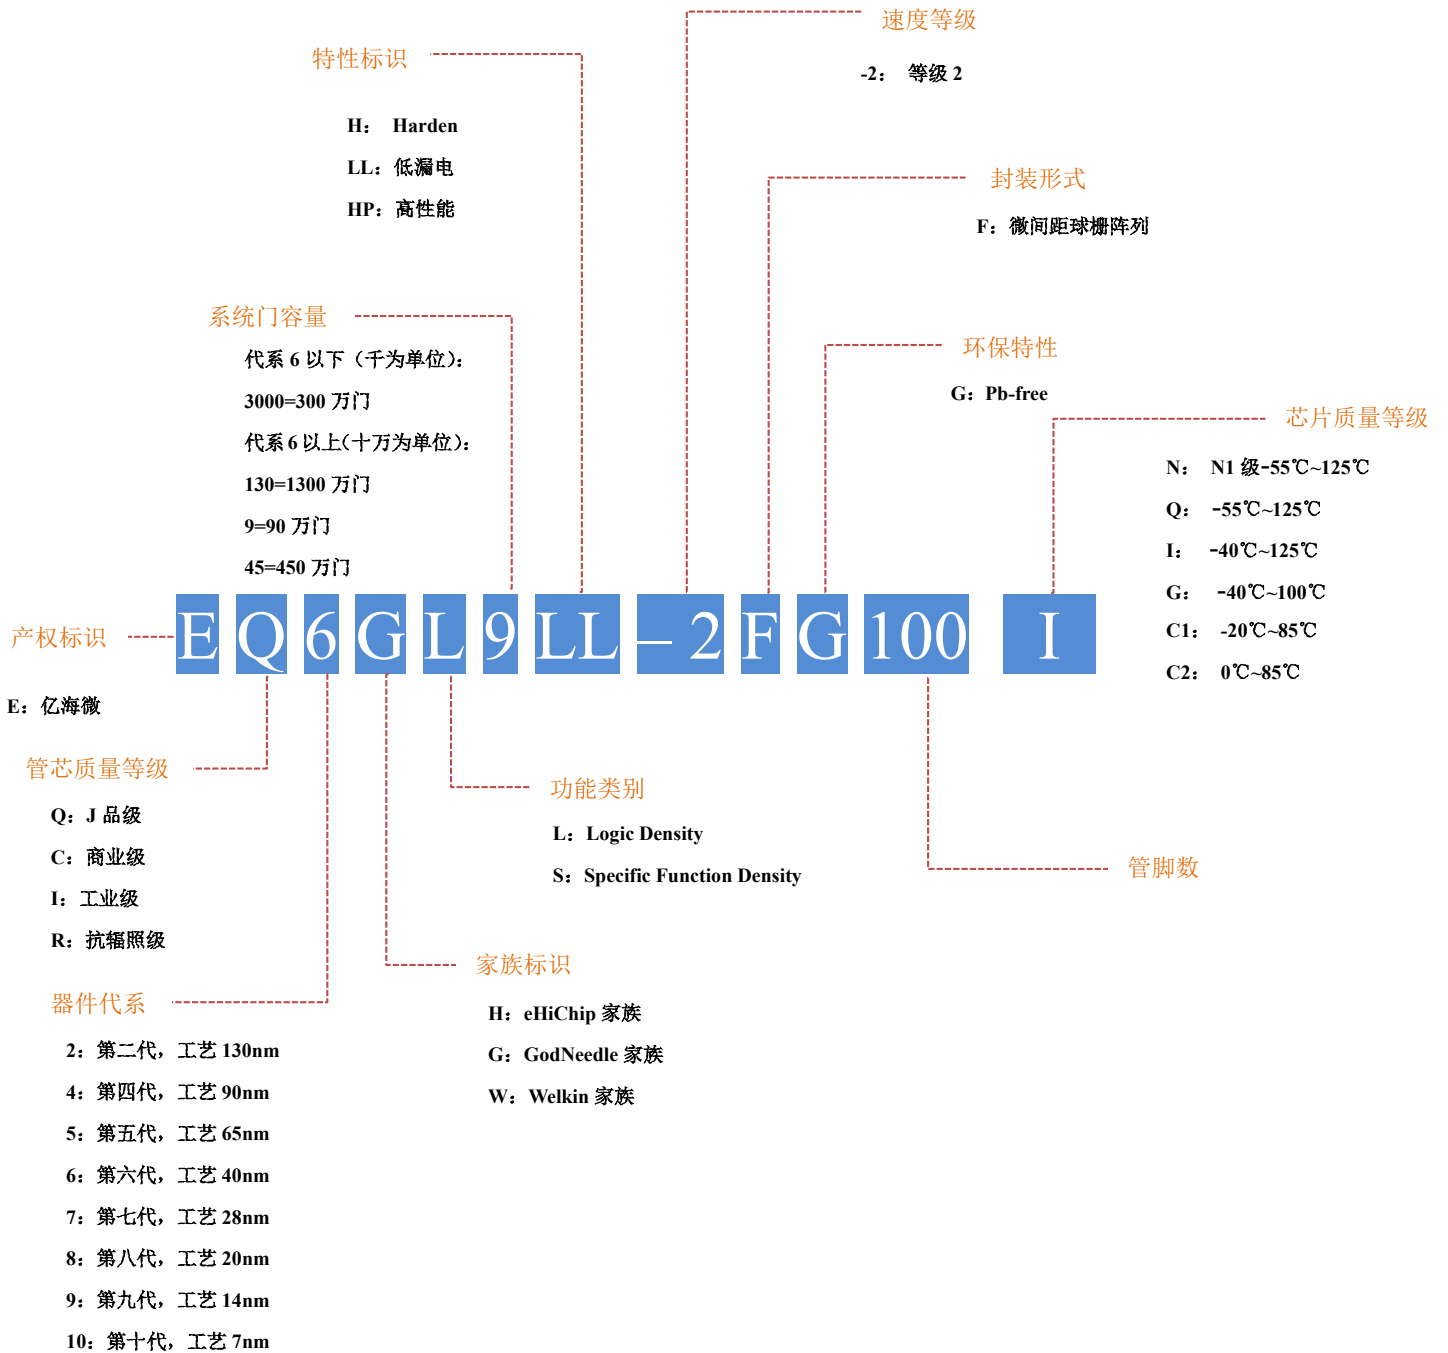 速度等级
-2： 等级 2
特性标识
H： Harden
LL：低漏电
HP：高性能
封装形式
F：微间距球栅阵列
系统门容量
代系 6 以下（千为单位）：
3000=300 万门
代系 6 以上（十万为单位）：
130=1300 万门
9=90 万门
45=450 万门
环保特性
G：Pb-free
芯片质量等级
N： N1 级-55℃~125℃
Q： -55℃~125℃
I： -40℃~125℃
G： -40℃~100℃
C1： -20℃~85℃
C2： 0℃~85℃
E Q 6 G L 9 LL – 2 F G 100 I
产权标识
E：亿海微
管芯质量等级
Q：J 品级
C：商业级
I：工业级
R：抗辐照级
功能类别
L：Logic Density
S：Specific Function Density
管脚数
家族标识
H：eHiChip 家族
G：GodNeedle 家族
W：Welkin 家族
器件代系
2：第二代，工艺 130nm
4：第四代，工艺 90nm
5：第五代，工艺 65nm
6：第六代，工艺 40nm
7：第七代，工艺 28nm
8：第八代，工艺 20nm
9：第九代，工艺 14nm
10：第十代，工艺 7nm